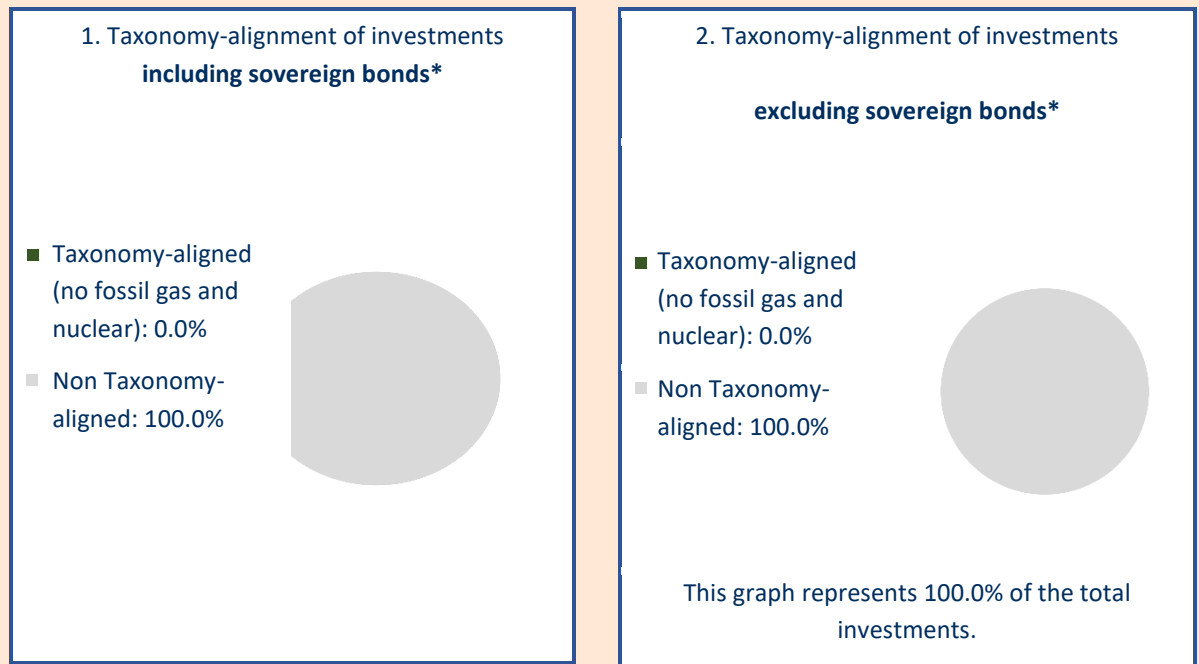 1. Taxonomy-alignment of investments
including sovereign bonds*
Taxonomy-aligned
(no fossil gas and
nuclear): 0.0%
Non Taxonomy-
aligned: 100.0%
2. Taxonomy-alignment of investments
excluding sovereign bonds*
Taxonomy-aligned
(no fossil gas and
nuclear): 0.0%
Non Taxonomy-
aligned: 100.0%
This graph represents 100.0% of the total
investments.